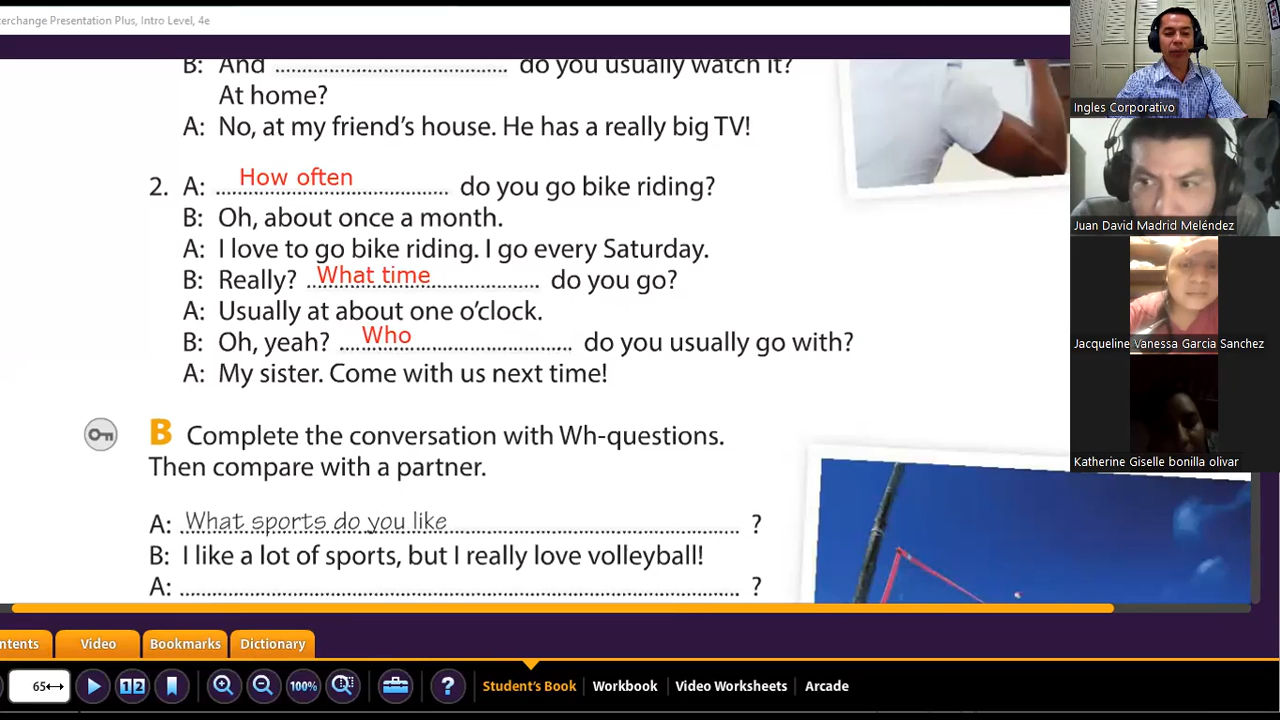 terchange Presentation Plus, Intro Level, 4e
B: And ........................................ do you usually watch it?
At home?
A: No, at my friend's house. He has a really big TV!
2. A: How often do you go bike riding?
B: Oh, about once a month.
A: I love to go bike riding. I go every Saturday.
B: Really? What time do you go?
A: Usually at about one o'clock.
B: Oh, yeah? Who do you usually go with?
A: My sister. Come with us next time!
B Complete the conversation with Wh-questions.
Then compare with a partner.
A: What sports do you like ?
B: I like a lot of sports, but I really love volleyball!
A: ........................................ ?
Ingles Corporativo
Juan David Madrid Meléndez
Jacqueline Vanessa Garcia Sanchez
Katherine Giselle bonilla olivar
ntents Video Bookmarks Dictionary
65 12 100% ? Student's Book Workbook Video Worksheets Arcade